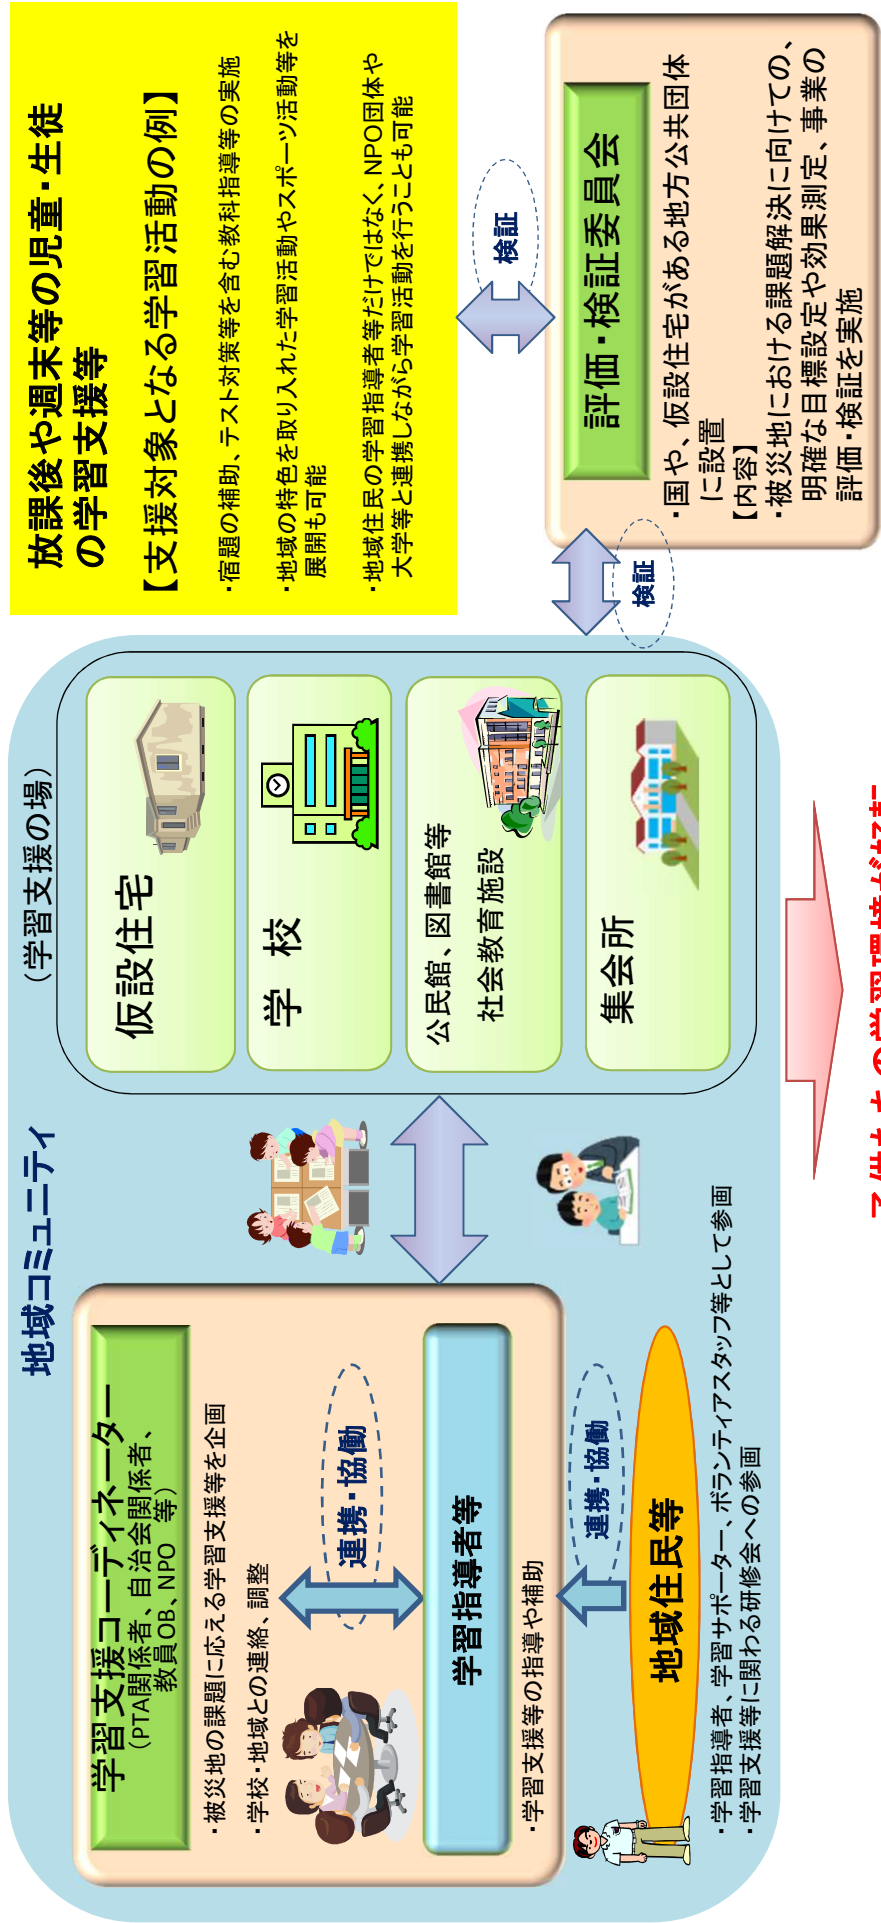 地域コミュニティ
学習支援コーディネーター
（PTA関係者、自治会関係者、
教員OB、NPO 等）
・被災地の課題に応える学習支援等を企画
・学校・地域との連絡、調整
連携・協働
学習指導者等
・学習支援等の指導や補助
連携・協働
地域住民等
・学習指導者、学習サポーター、ボランティアスタッフ等として参画
・学習支援等に関わる研修会への参画
（学習支援の場）
仮設住宅
学 校
公民館、図書館等
社会教育施設
集会所
放課後や週末等の児童・生徒
の学習支援等
【支援対象となる学習活動の例】
・宿題の補助、テスト対策等を含む教科指導等の実施
・地域の特色を取り入れた学習活動やスポーツ活動等を
展開も可能
・地域住民の学習指導者等だけではなく、NPO団体や
大学等と連携しながら学習活動を行うことも可能
検証
検証
評価・検証委員会
・国や、仮設住宅がある地方公共団体
に設置
【内容】
・被災地における課題解決に向けての、
明確な目標設定や効果測定、事業の
評価・検証を実施